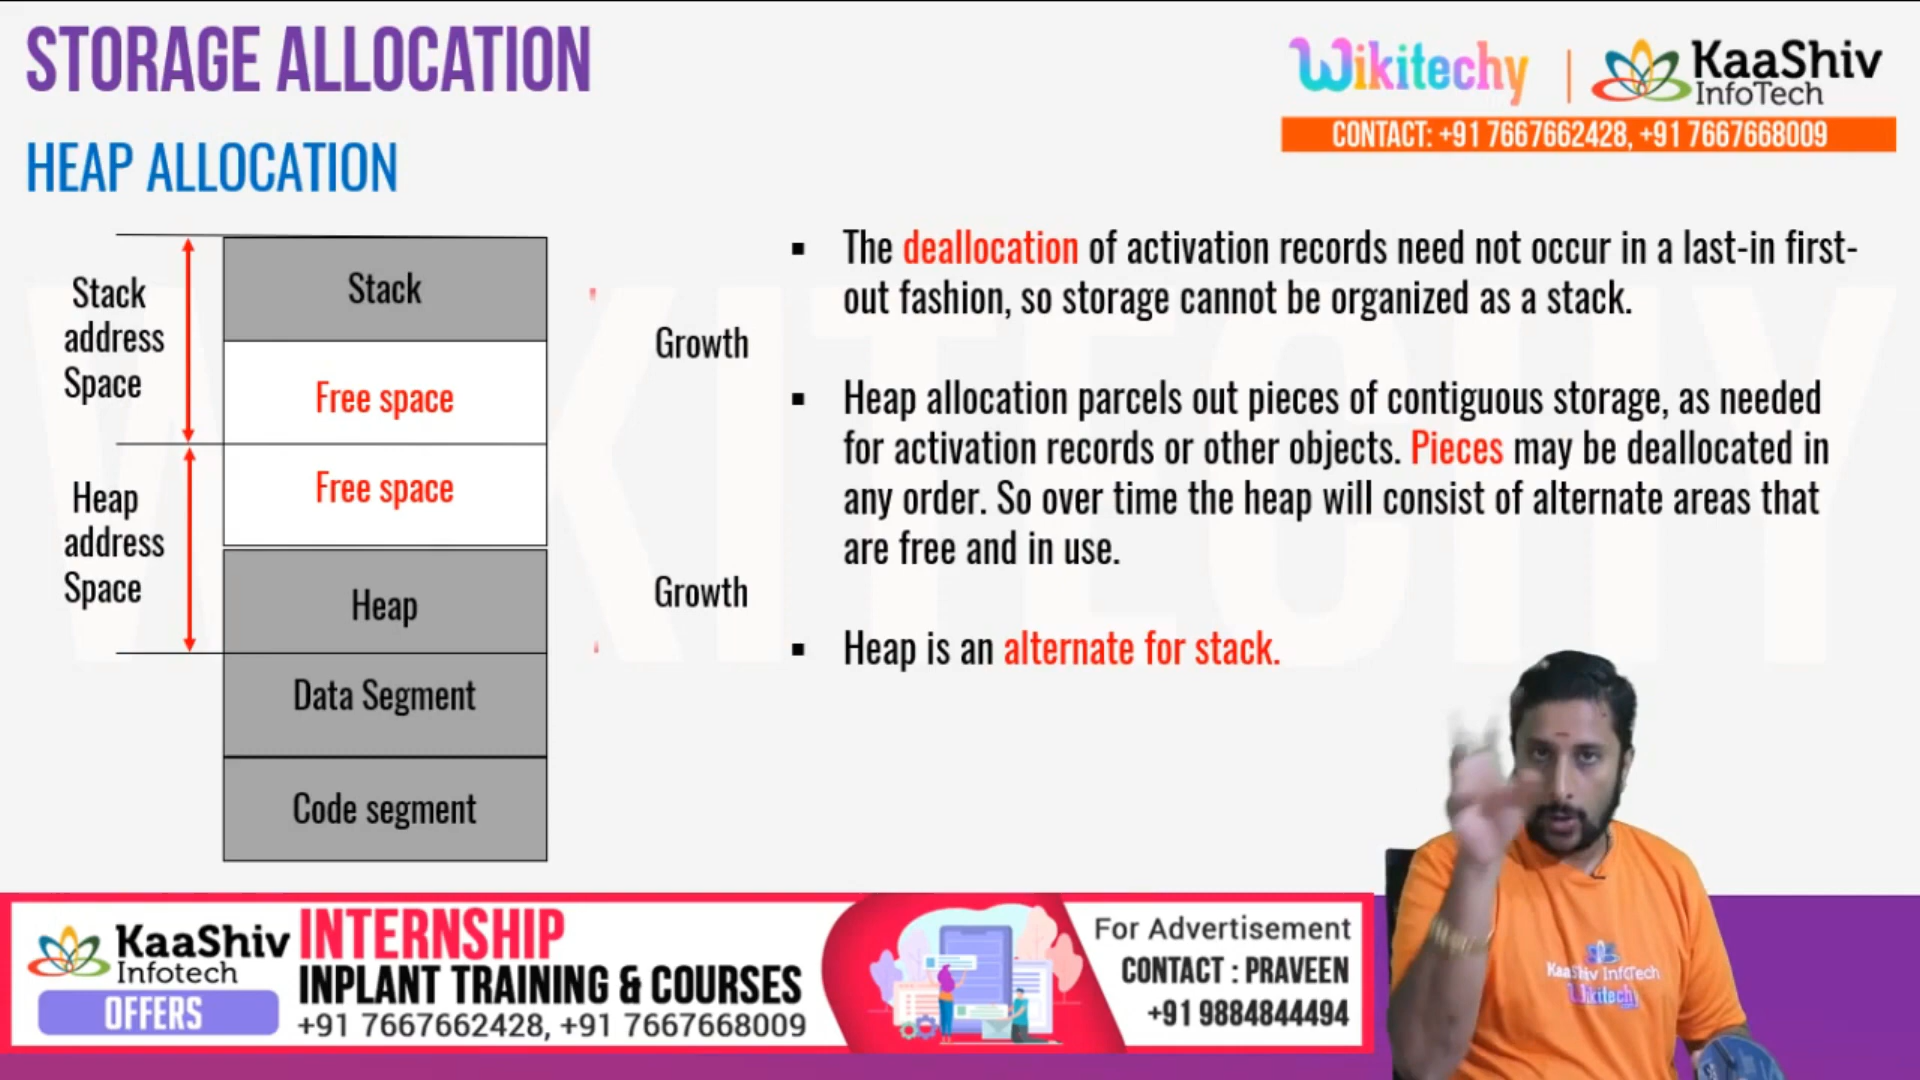 STORAGE ALLOCATION
Wikitechy
KaaShiv
InfoTech
CONTACT: +91 7667662428, +91 7667668009
HEAP ALLOCATION
Stack
address
Space
Stack
Free space
Growth
Heap
address
Space
Free space
Heap
Growth
Data Segment
Code segment
▪ The deallocation of activation records need not occur in a last-in first-
out fashion, so storage cannot be organized as a stack.
▪ Heap allocation parcels out pieces of contiguous storage, as needed
for activation records or other objects. Pieces may be deallocated in
any order. So over time the heap will consist of alternate areas that
are free and in use.
▪ Heap is an alternate for stack.
WIKITECHY
KaaShiv
Infotech
OFFERS
INTERNSHIP
INPLANT TRAINING & COURSES
+91 7667662428, +91 7667668009
For Advertisement
CONTACT : PRAVEEN
+91 9884844494
KaaShiv InfoTech
Wikitechy